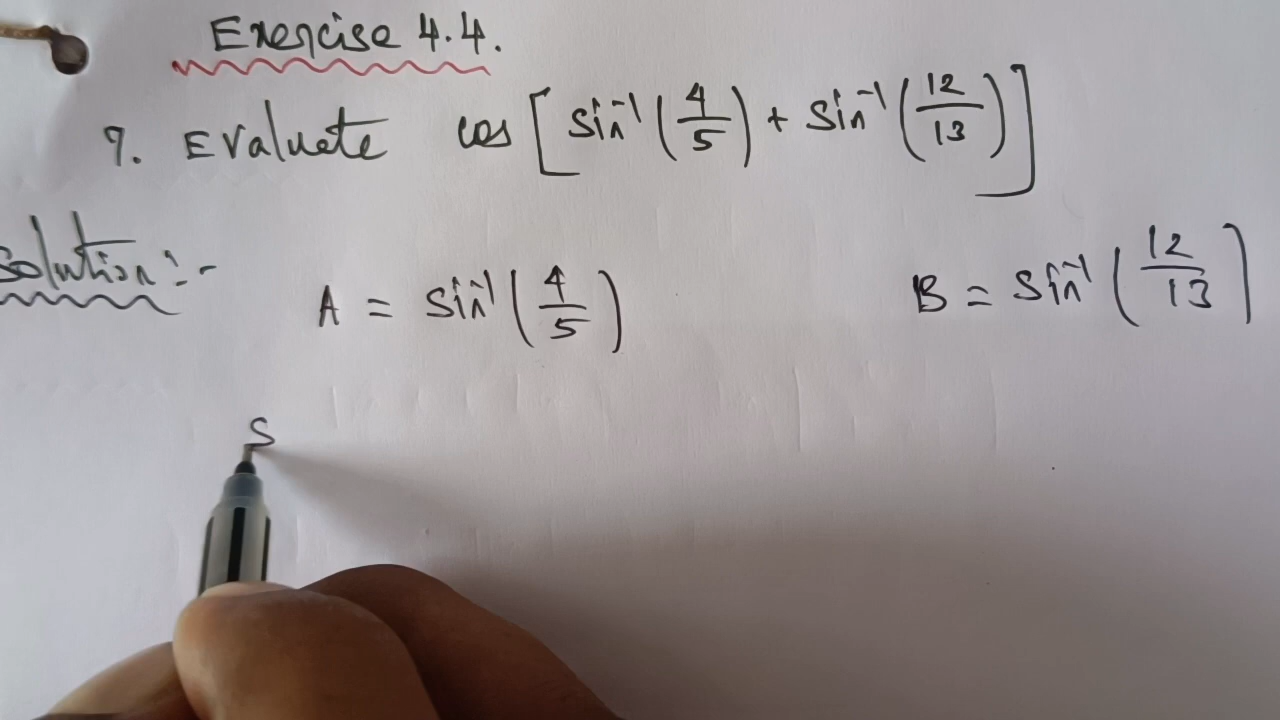 Exercise 4.4.
9. Evaluate cos [ sin⁻¹ (4/5) + sin⁻¹ (12/13) ]
Solution:-
A = sin⁻¹ (4/5) B = sin⁻¹ (12/13)
S